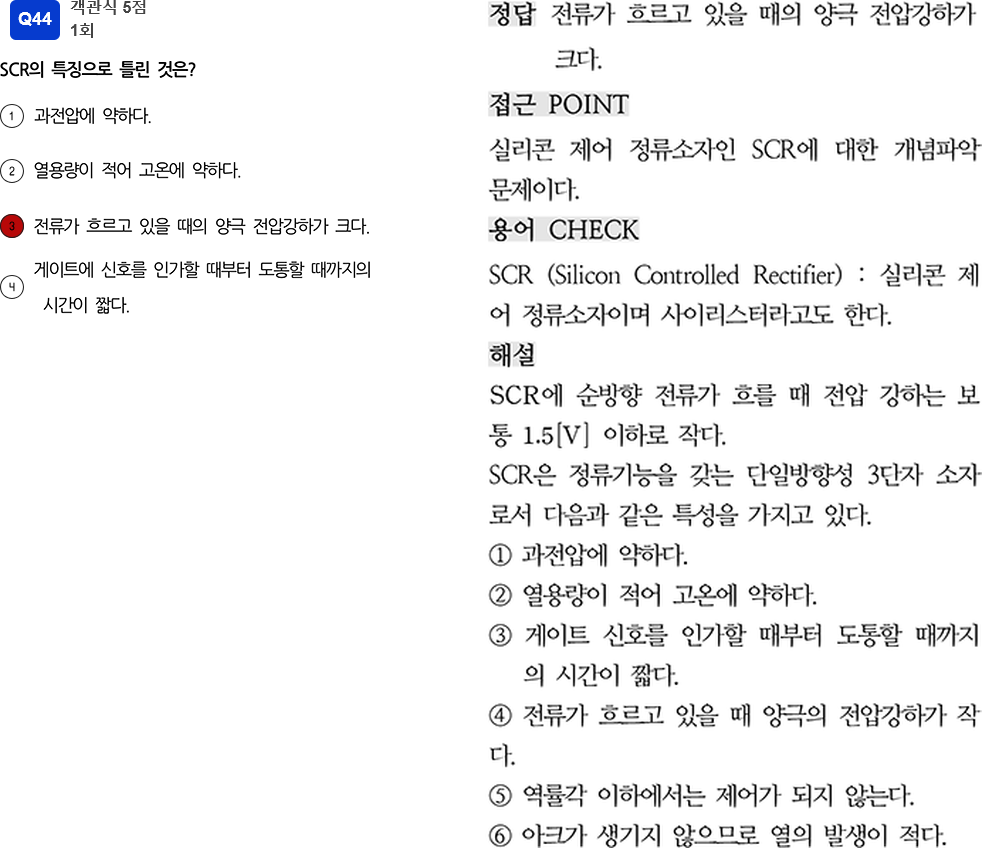 Q44
객관식 5점
1회
SCR의 특징으로 틀린 것은?
1 과전압에 약하다.
2 열용량이 적어 고온에 약하다.
3 전류가 흐르고 있을 때의 양극 전압강하가 크다.
4 게이트에 신호를 인가할 때부터 도통할 때까지의
시간이 짧다.
정답 전류가 흐르고 있을 때의 양극 전압강하가
크다.
접근 POINT
실리콘 제어 정류소자인 SCR에 대한 개념파악
문제이다.
용어 CHECK
SCR (Silicon Controlled Rectifier) : 실리콘 제
어 정류소자이며 사이리스터라고도 한다.
해설
SCR에 순방향 전류가 흐를 때 전압 강하는 보
통 1.5[V] 이하로 작다.
SCR은 정류기능을 갖는 단일방향성 3단자 소자
로서 다음과 같은 특성을 가지고 있다.
① 과전압에 약하다.
② 열용량이 적어 고온에 약하다.
③ 게이트 신호를 인가할 때부터 도통할 때까지
의 시간이 짧다.
④ 전류가 흐르고 있을 때 양극의 전압강하가 작
다.
⑤ 역률각 이하에서는 제어가 되지 않는다.
⑥ 아크가 생기지 않으므로 열의 발생이 적다.